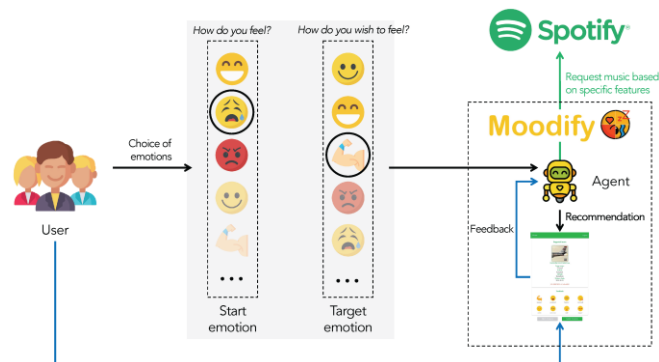 How do you feel?
How do you wish to feel?
Spotify
Request music based
on specific features
Moodify
Choice of
emotions
Agent
Recommendation
Feedback
User
Start
emotion
Target
emotion